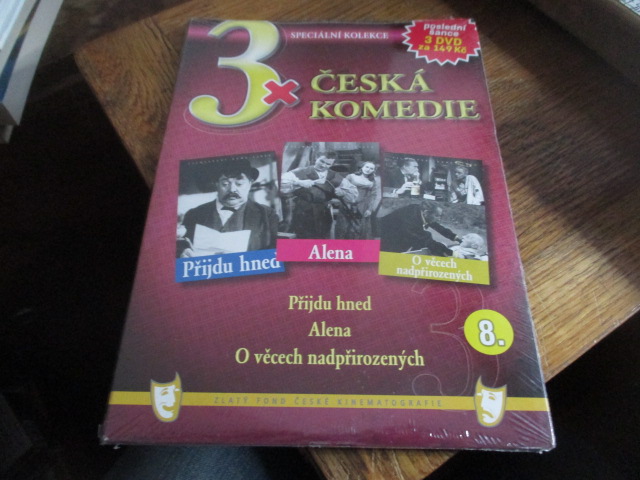 SPECIÁLNÍ KOLEKCE
poslední
šance
3 DVD
za 149 Kč
3×
ČESKÁ
KOMEDIE
Přijdu hned
Alena
O věcech
nadpřirozených
Přijdu hned
Alena
O věcech nadpřirozených
8.
ZLATÝ FOND ČESKÉ KINEMATOGRAFIE